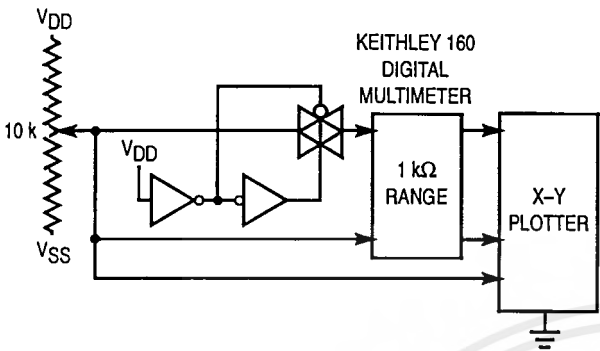 VDD
KEITHLEY 160
DIGITAL
MULTIMETER
10 k
VDD
1 kΩ
RANGE
X–Y
PLOTTER
VSS